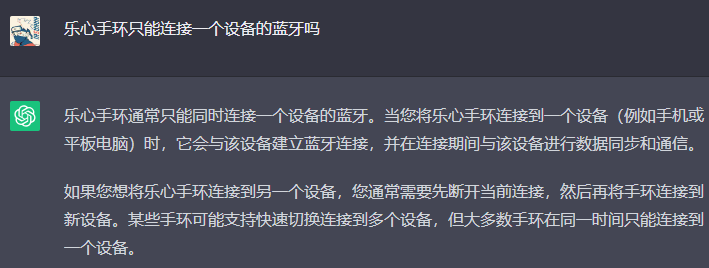 乐心手环只能连接一个设备的蓝牙吗
乐心手环通常只能同时连接一个设备的蓝牙。当您将乐心手环连接到一个设备（例如手机或
平板电脑）时，它会与该设备建立蓝牙连接，并在连接期间与该设备进行数据同步和通信。
如果您想将乐心手环连接到另一个设备，您通常需要先断开当前连接，然后再将手环连接到
新设备。某些手环可能支持快速切换连接到多个设备，但大多数手环在同一时间只能连接到
一个设备。